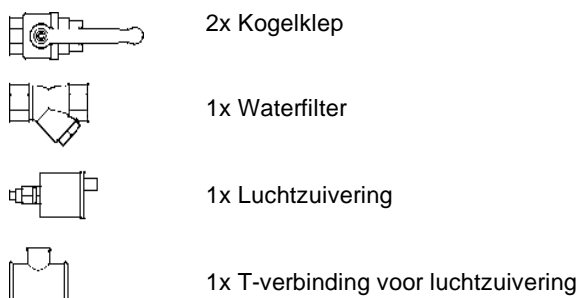 2x Kogelklep
1x Waterfilter
1x Luchtzuivering
1x T-verbinding voor luchtzuivering